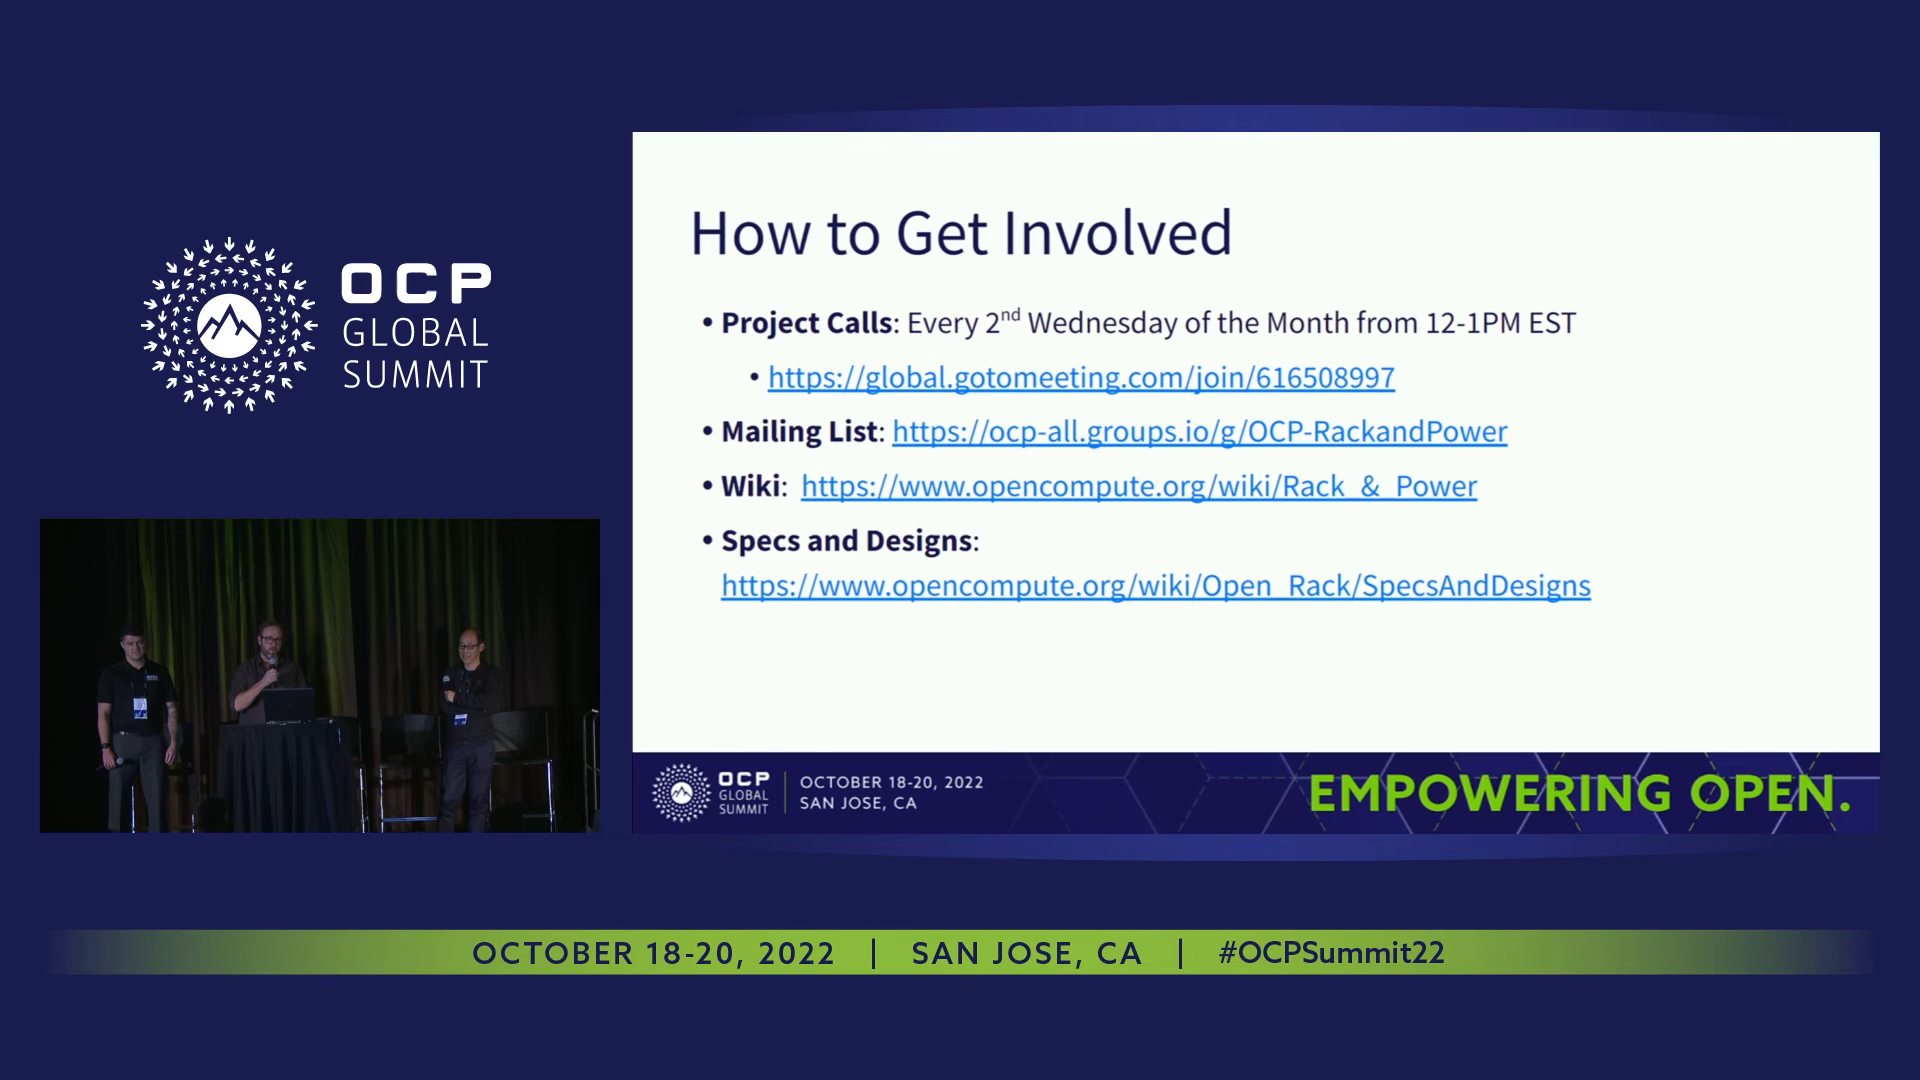 OCP
GLOBAL
SUMMIT
How to Get Involved
• Project Calls: Every 2nd Wednesday of the Month from 12-1PM EST
• https://global.gotomeeting.com/join/616508997
• Mailing List: https://ocp-all.groups.io/g/OCP-RackandPower
• Wiki: https://www.opencompute.org/wiki/Rack_&_Power
• Specs and Designs:
https://www.opencompute.org/wiki/Open_Rack/SpecsAndDesigns
OCP
GLOBAL
SUMMIT
OCTOBER 18-20, 2022
SAN JOSE, CA
EMPOWERING OPEN.
OCTOBER 18-20, 2022 | SAN JOSE, CA | #OCPSummit22